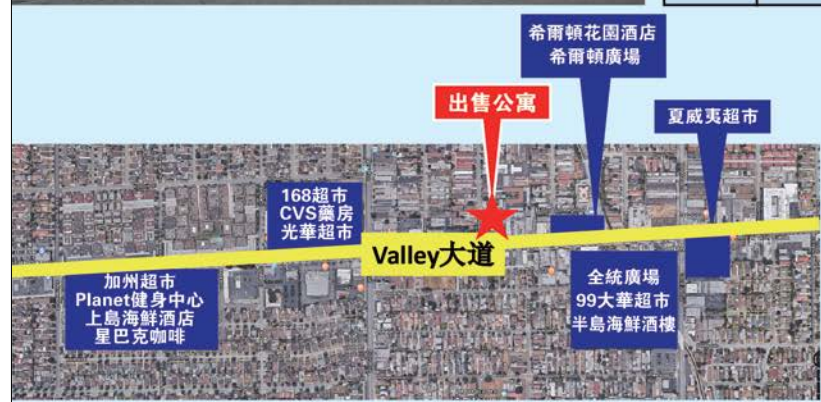 希爾頓花園酒店
希爾頓廣場
出售公寓
夏威夷超市
168超市
CVS藥房
光華超市
Valley大道
加州超市
Planet健身中心
上島海鮮酒店
星巴克咖啡
全統廣場
99大華超市
半島海鮮酒樓